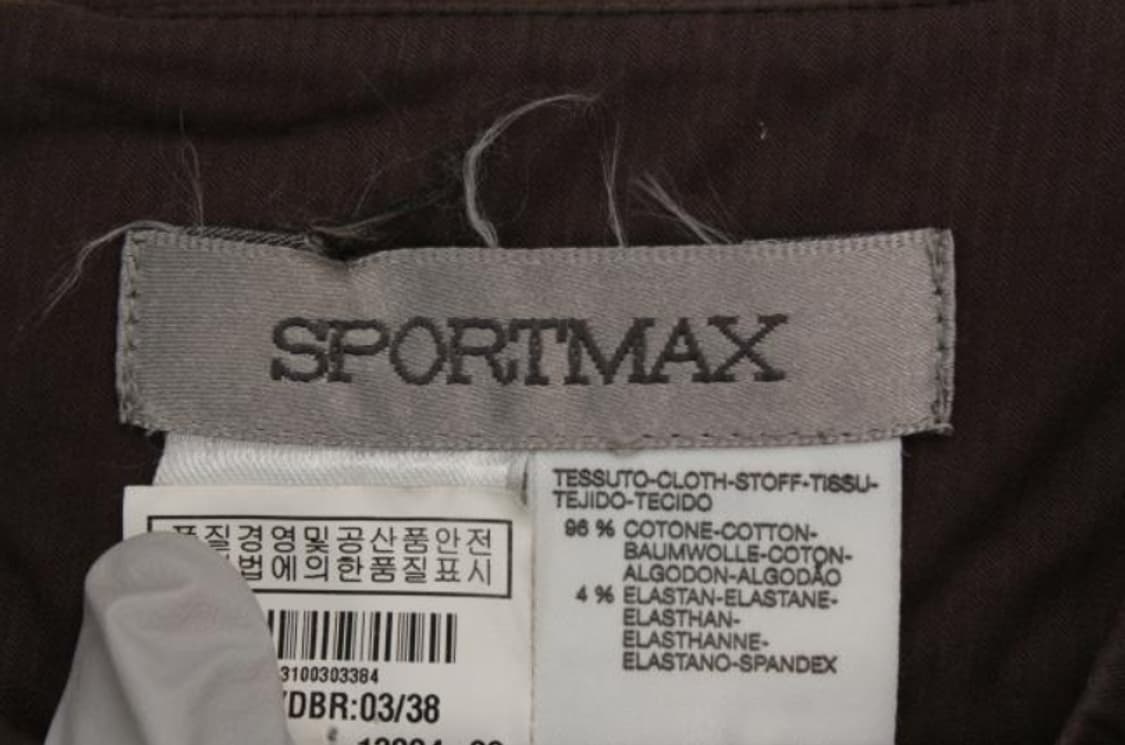 SPORTMAX
질경영및공산품안전
법에의한품질표시
3100303384
DBR:03/38
TESSUTO-CLOTH-STOFF-TISSU-
TEJIDO-TECIDO
96 % COTONE-COTTON-
BAUMWOLLE-COTON-
ALGODON-ALGODÃO
4 % ELASTAN-ELASTANE-
ELASTHAN-
ELASTHANNE-
ELASTANO-SPANDEX